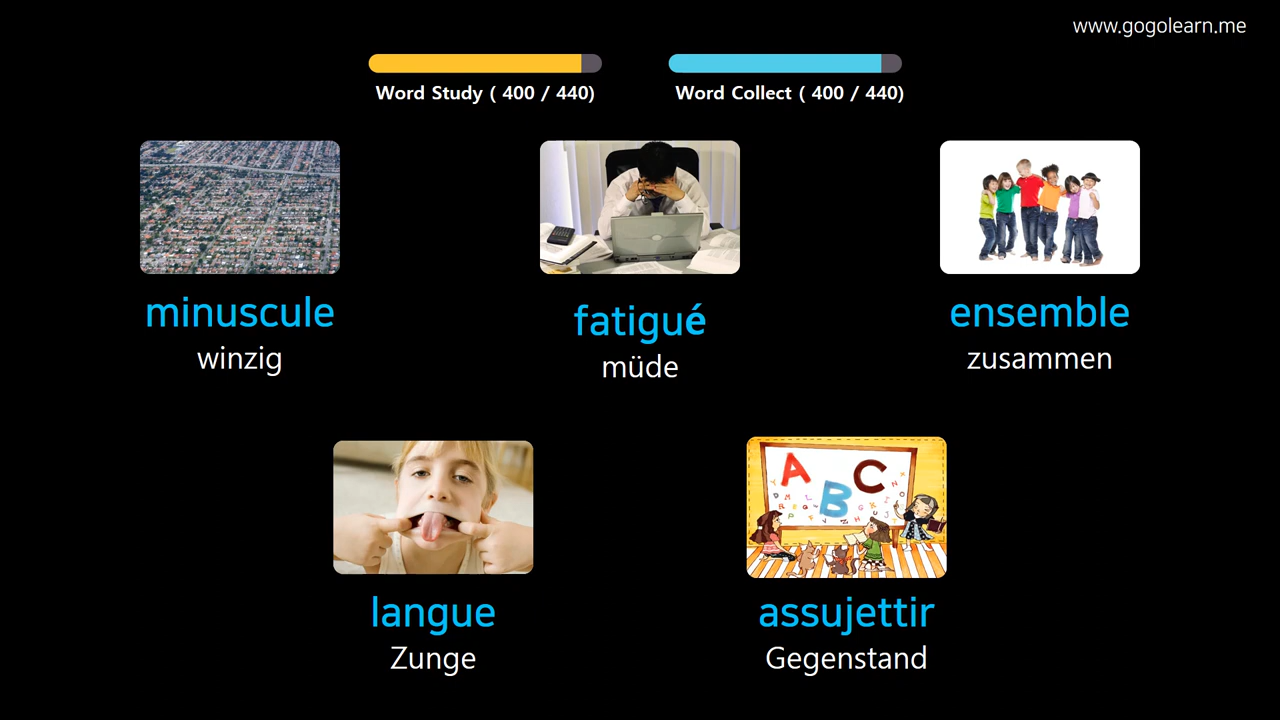 www.gogolearn.me
Word Study ( 400 / 440)
Word Collect ( 400 / 440)
minuscule
winzig
fatigué
müde
ensemble
zusammen
langue
Zunge
A B C
assujettir
Gegenstand